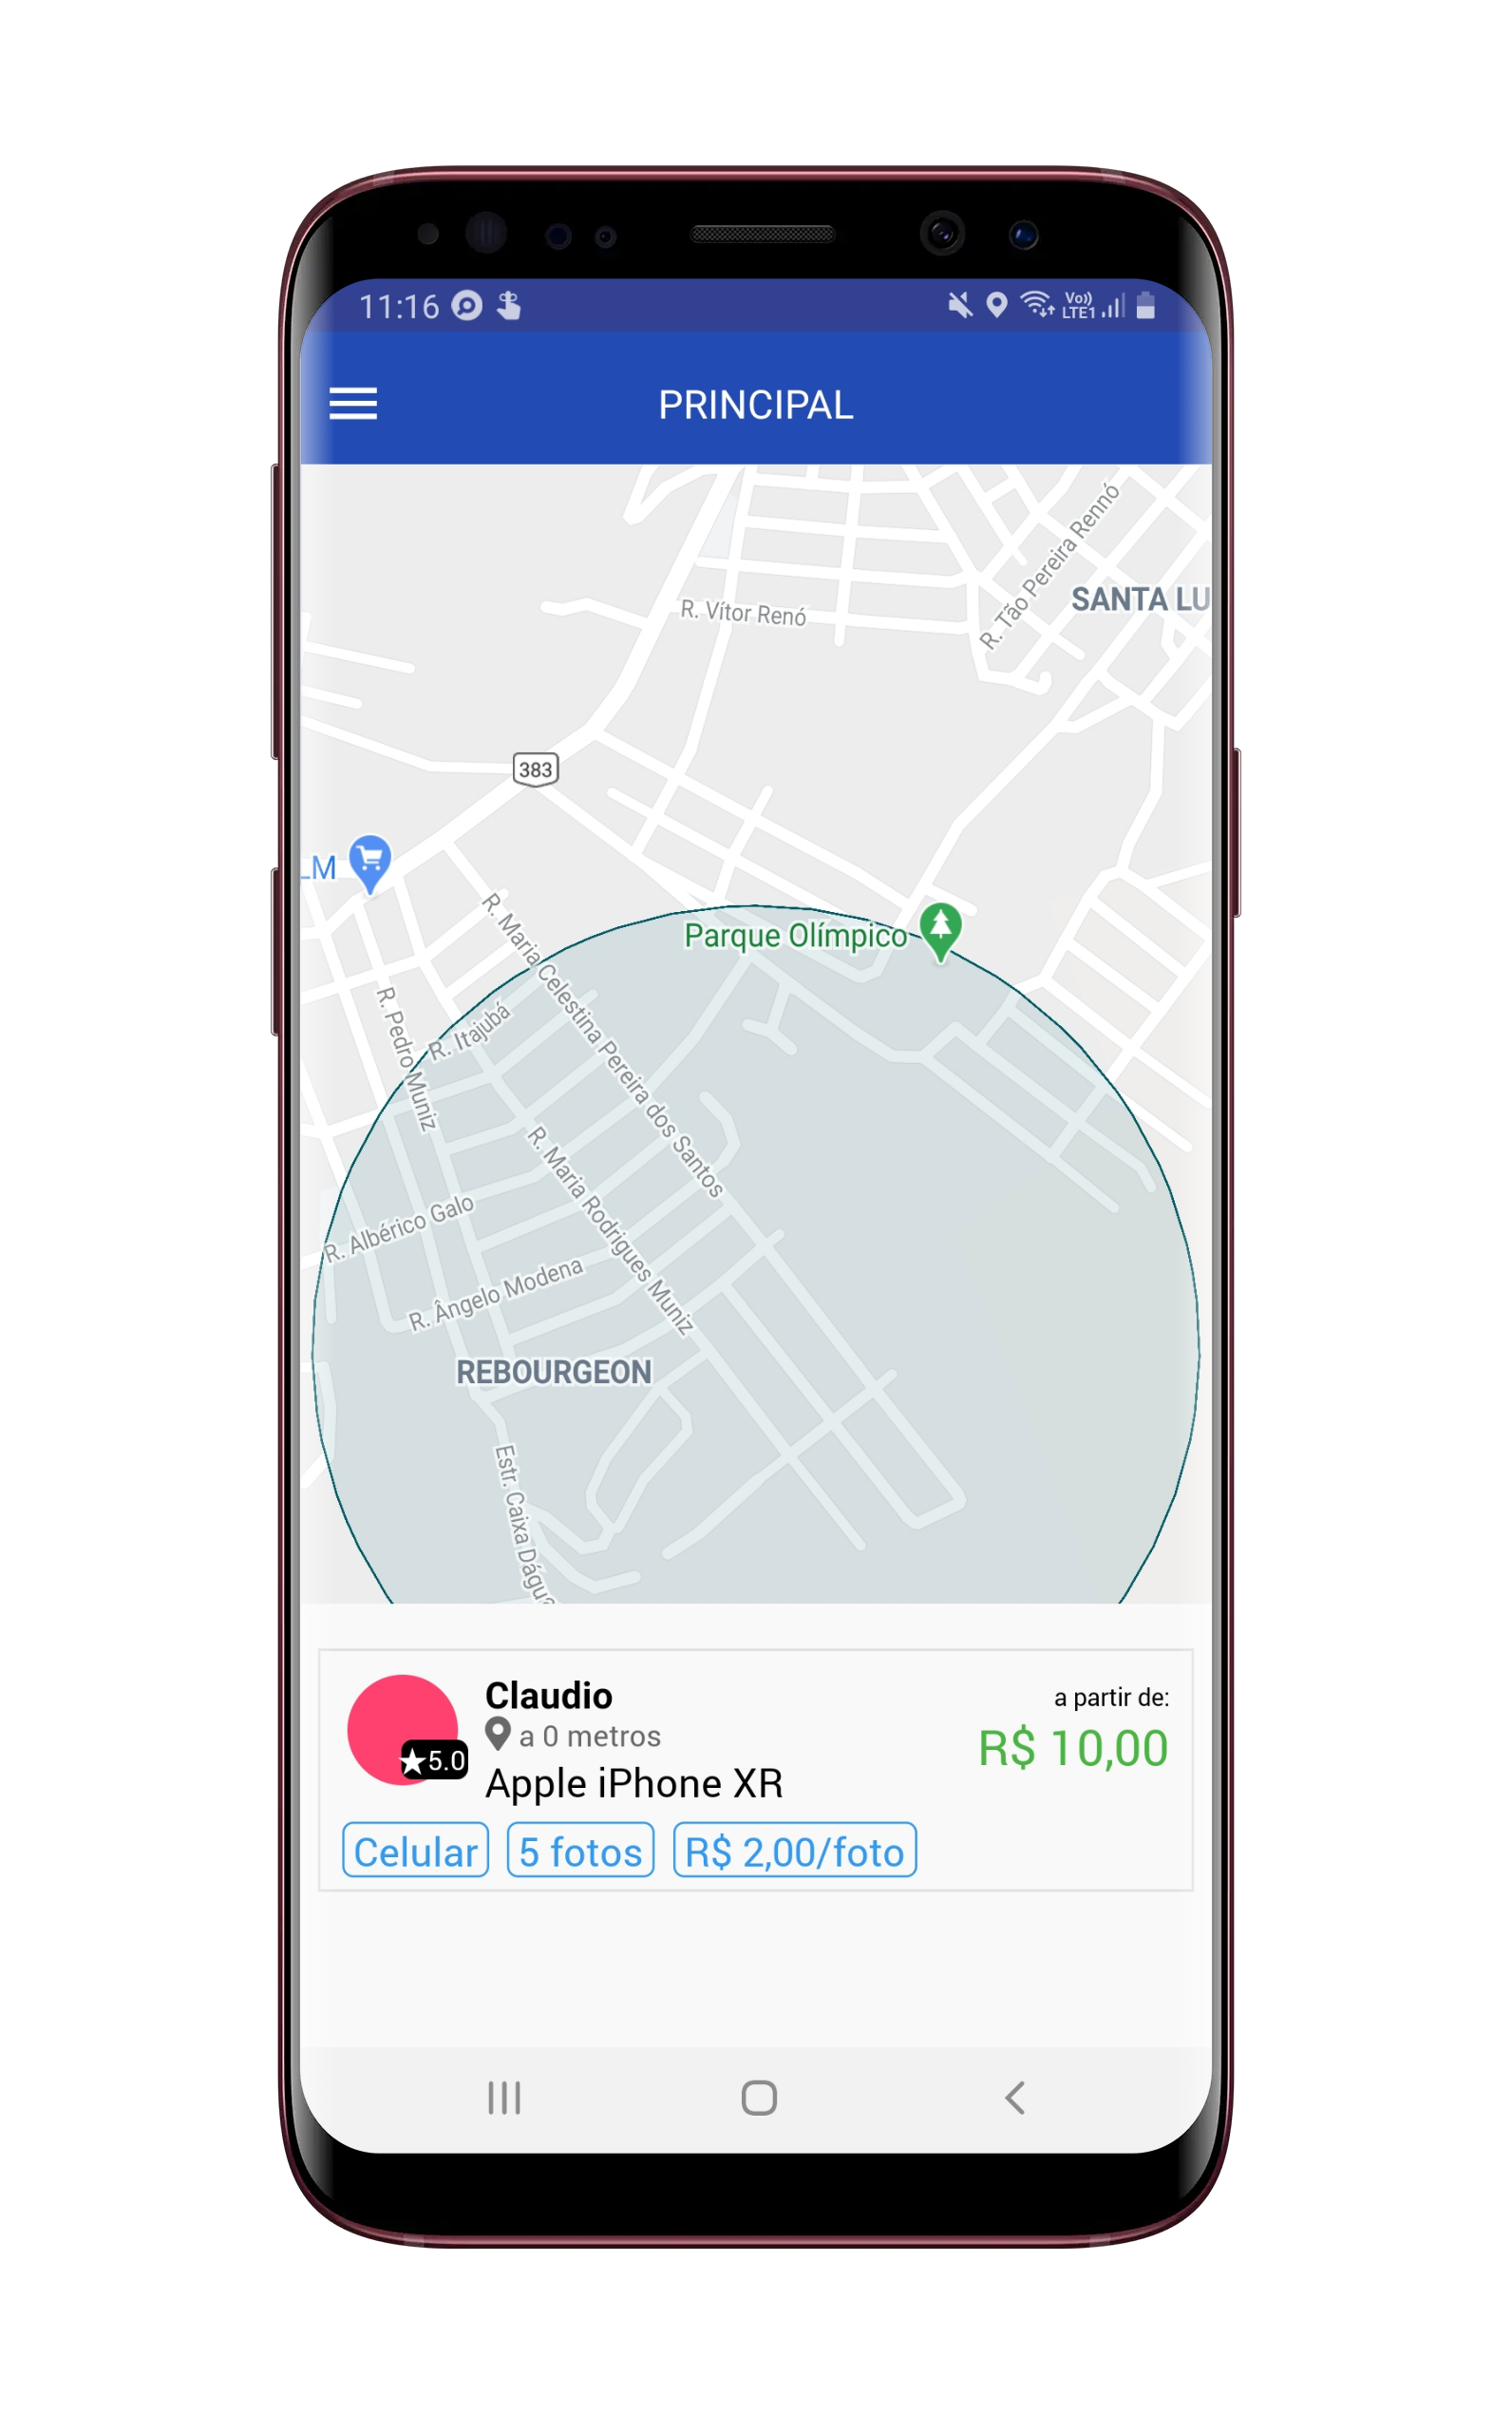 11:16
Vo))
LTE1
PRINCIPAL
R. Tão Pereira Rennó
SANTA LU
R. Vítor Renó
383
LM
Parque Olímpico
R. Maria Celestina Pereira dos Santos
R. Pedro Muniz
R. Itajubá
R. Maria Rodrigues Muniz
R. Albérico Galo
R. Ângelo Modena
REBOURGEON
Estr. Caixa Dágua
Claudio
a partir de:
a 0 metros
R$ 10,00
5.0
Apple iPhone XR
Celular
5 fotos
R$ 2,00/foto